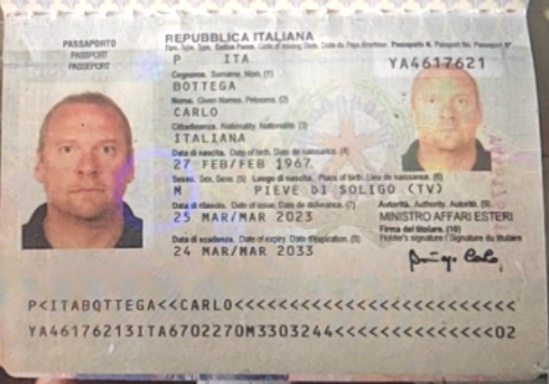 REPUBBLICA ITALIANA
PASSAPORTO
PASSPORT
PASSEPORT
Tipo. Type. Type. Codice Paese. Code of Issuing State. Code du Pays émetteur. Passaporto N. Passport No. Passeport N°
P ITA YA4617621
Cognome. Surname. Nom. (1)
BOTTEGA
Nome. Given Names. Prénoms. (2)
CARLO
Cittadinanza. Nationality. Nationalité. (3)
ITALIANA
Data di nascita. Date of birth. Date de naissance. (4)
27 FEB/FEB 1967
Sesso. Sex. Sexe. (5) Luogo di nascita. Place of birth. Lieu de naissance. (6)
M PIEVE DI SOLIGO (TV)
Data di rilascio. Date of issue. Date de délivrance. (7) Autorità. Authority. Autorité. (9)
25 MAR/MAR 2023 MINISTRO AFFARI ESTERI
Data di scadenza. Date of expiry. Date d'expiration. (8) Firma del titolare. (10)
Holder's signature / Signature du titulaire
24 MAR/MAR 2033
P<ITABQTTEGA<<CARLO<<<<<<<<<<<<<<<<<<<<<<<<<
YA46176213ITA6702270M3303244<<<<<<<<<<<<<<02